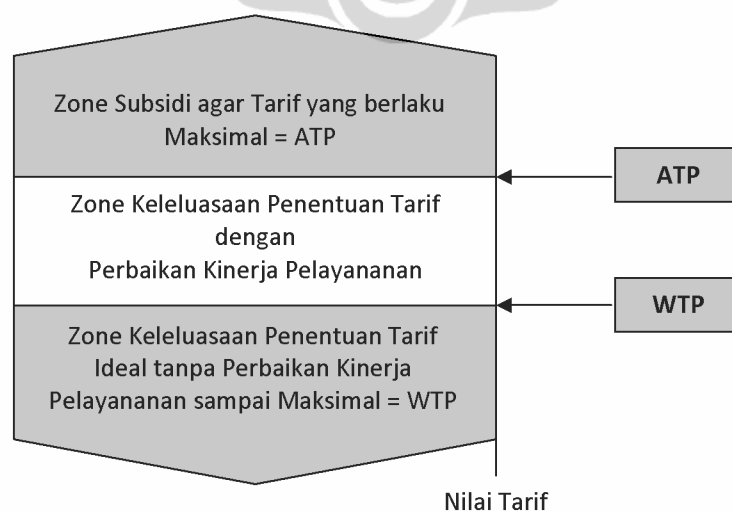 Zone Subsidi agar Tarif yang berlaku
Maksimal = ATP
ATP
Zone Keleluasaan Penentuan Tarif
dengan
Perbaikan Kinerja Pelayananan
WTP
Zone Keleluasaan Penentuan Tarif
Ideal tanpa Perbaikan Kinerja
Pelayananan sampai Maksimal = WTP
Nilai Tarif